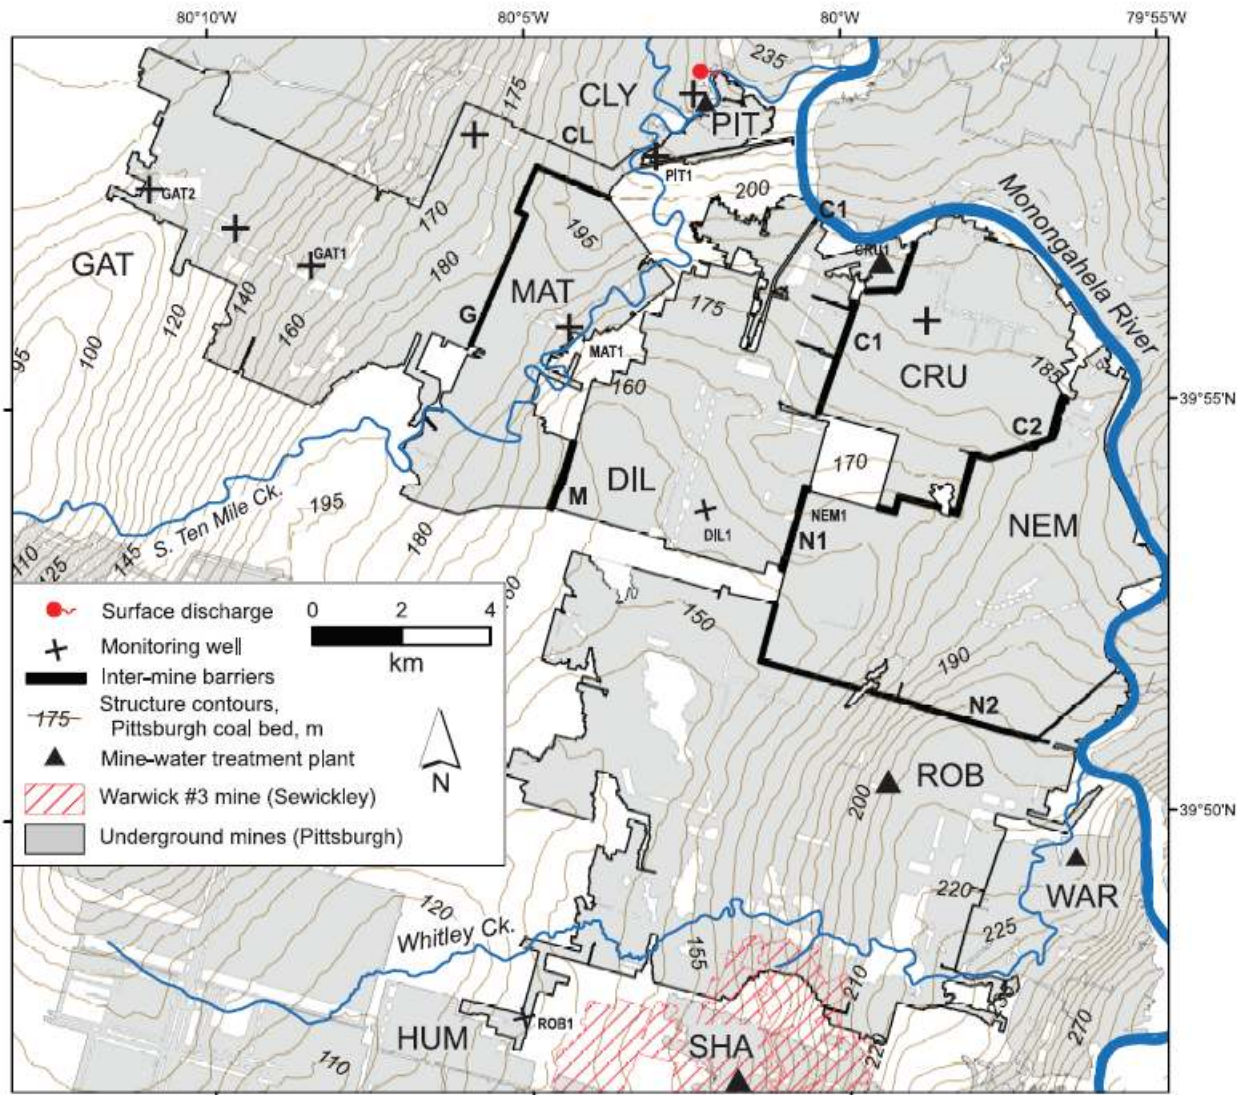 80°10'W 80°5'W 80°W 79°55'W
235
CLY
175
PIT
CL
PIT1
GAT2
200
C1
Monongahela River
170
195
CRU1
GAT
GAT1
180
MAT
175
120
140
G
C1
160
MAT1
CRU
185
95
100
160
39°55'N
C2
170
DIL
M
NEM1
195
DIL1
NEM
S. Ten Mile Ck.
180
N1
110
125
145
150
190
N2
Surface discharge
0 2 4
km
Monitoring well
Inter-mine barriers
175
Structure contours,
Pittsburgh coal bed, m
Mine-water treatment plant
N
Warwick #3 mine (Sewickley)
Underground mines (Pittsburgh)
ROB
200
39°50'N
220
WAR
120
225
Whitley Ck.
155
210
ROB1
HUM
SHA
270
110
220